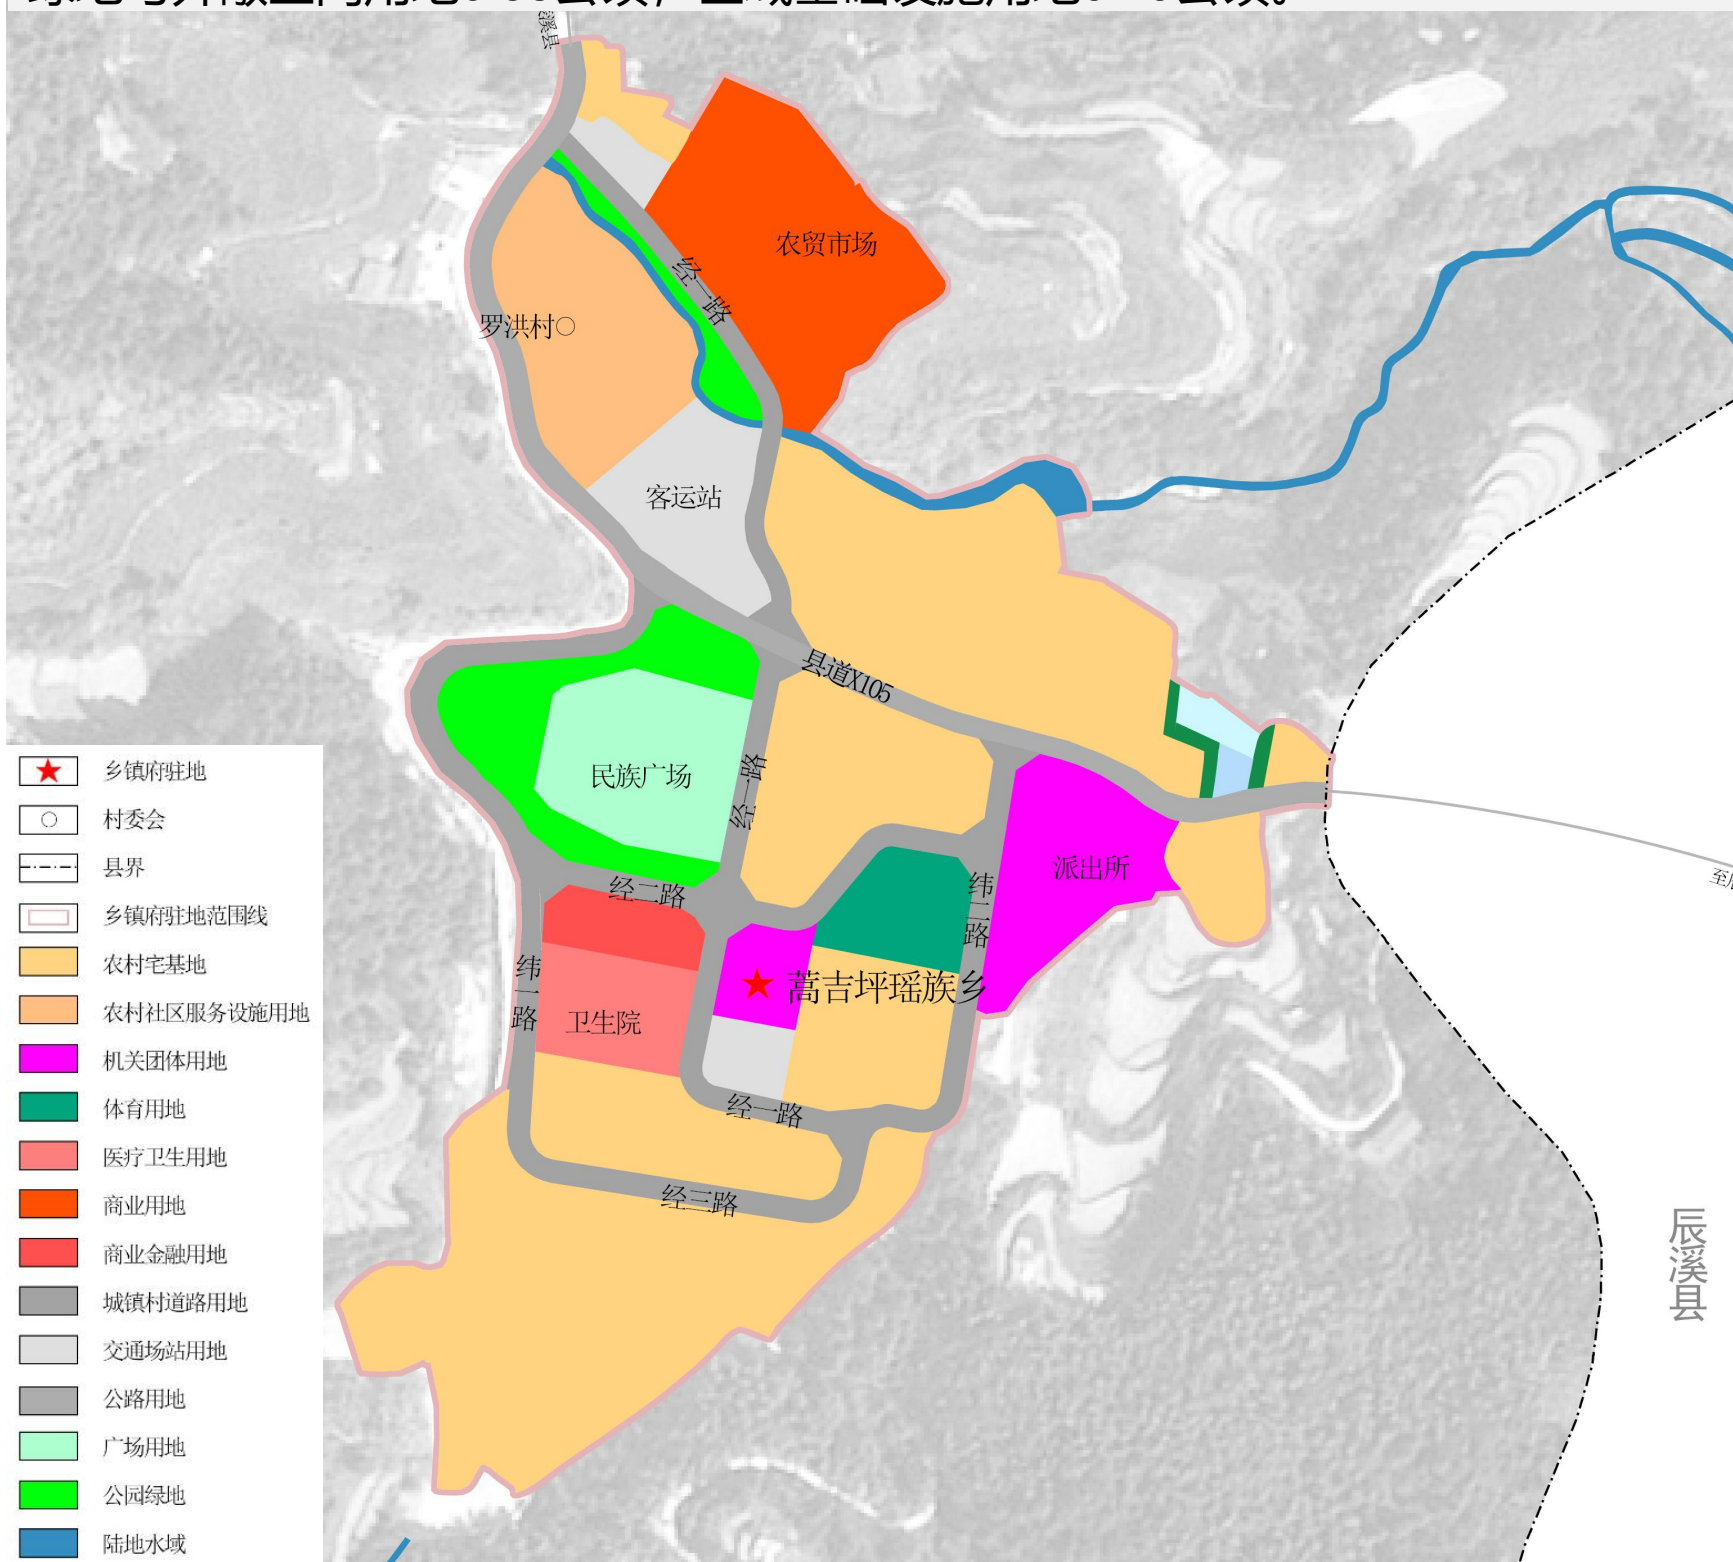 溪县
农贸市场
经一路
罗洪村
客运站
县道X105
民族广场
经一路
派出所
经二路
纬二路
纬一路
蒿吉坪瑶族乡
卫生院
经一路
经三路
至
辰溪县
乡镇府驻地
村委会
县界
乡镇府驻地范围线
农村宅基地
农村社区服务设施用地
机关团体用地
体育用地
医疗卫生用地
商业用地
商业金融用地
城镇村道路用地
交通场站用地
公路用地
广场用地
公园绿地
陆地水域